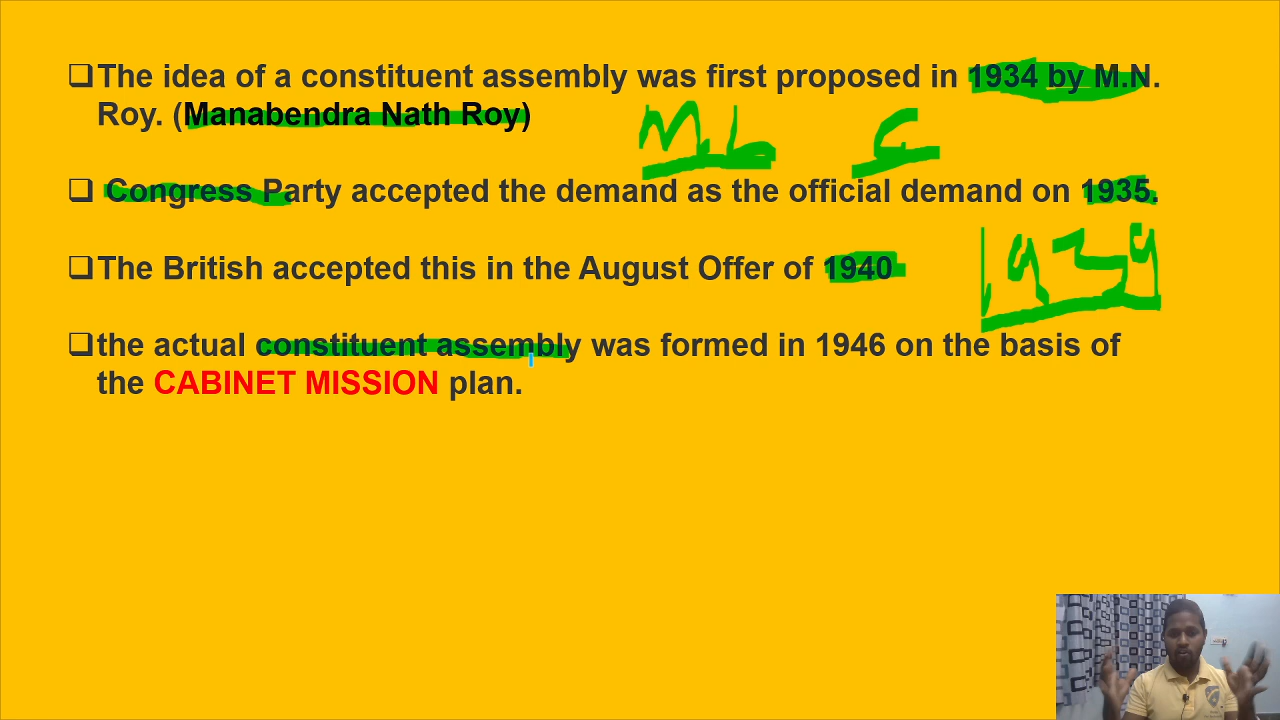 The idea of a constituent assembly was first proposed in 1934 by M.N.
Roy. (Manabendra Nath Roy)
M.L C
Congress Party accepted the demand as the official demand on 1935.
The British accepted this in the August Offer of 1940
1939
the actual constituent assembly was formed in 1946 on the basis of
the CABINET MISSION plan.